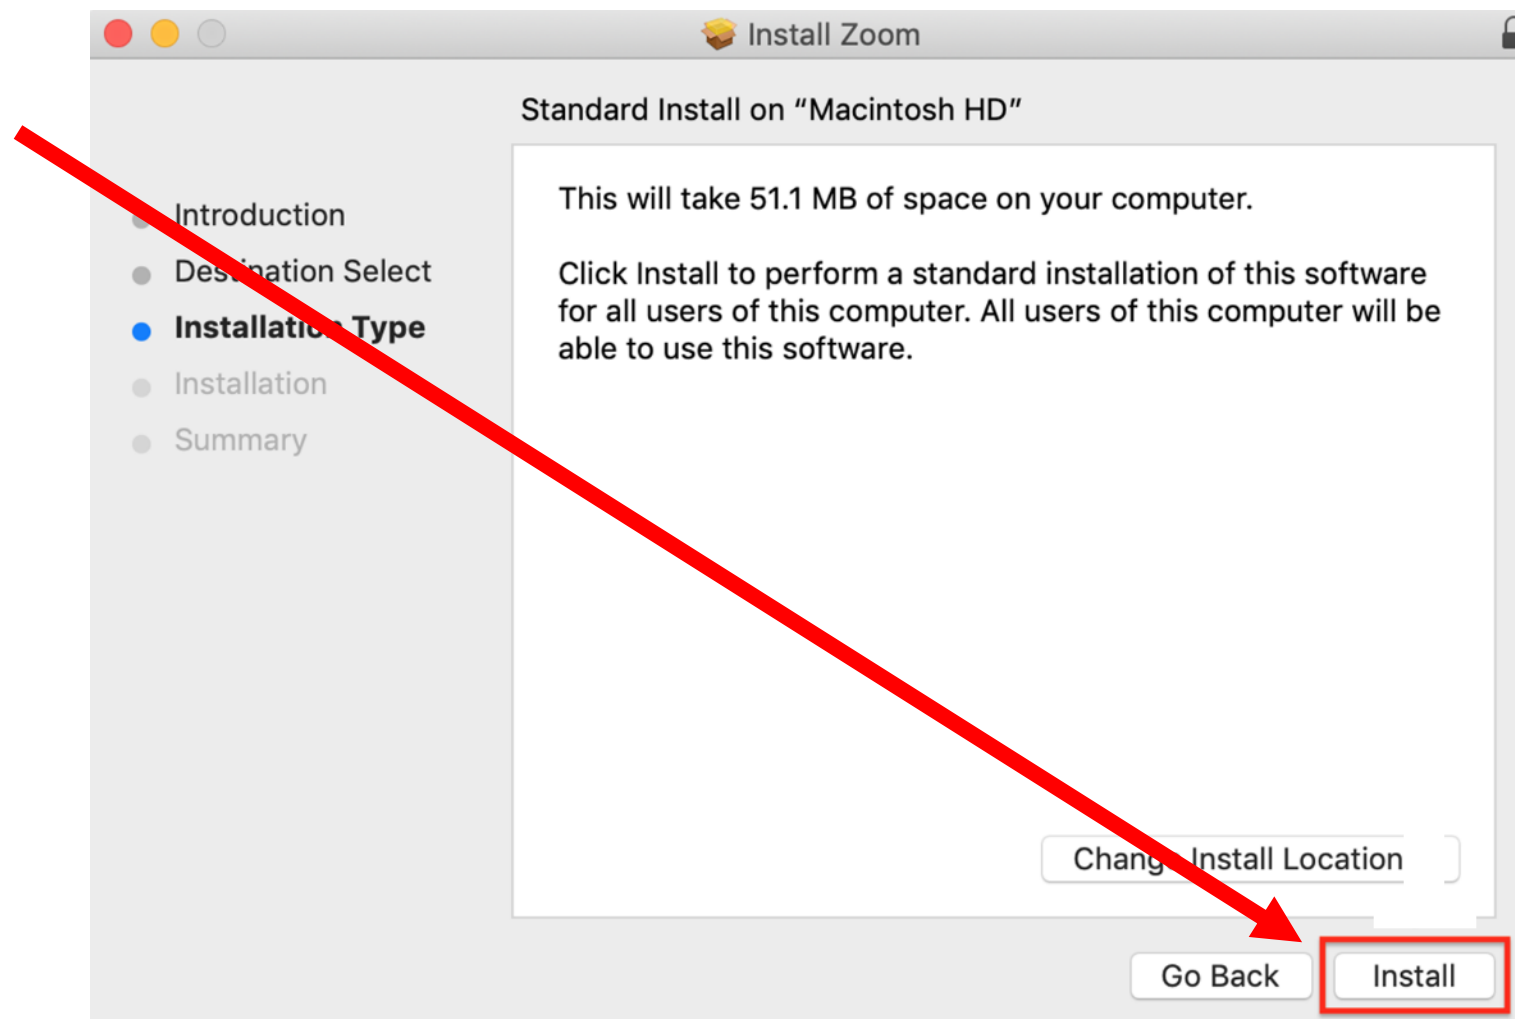 Install Zoom
Standard Install on “Macintosh HD”
Introduction
Destination Select
Installation Type
Installation
Summary
This will take 51.1 MB of space on your computer.
Click Install to perform a standard installation of this software
for all users of this computer. All users of this computer will be
able to use this software.
Change Install Location
Go Back
Install